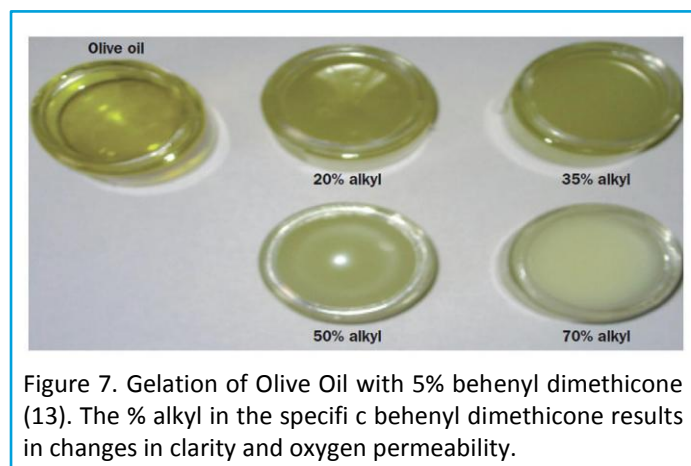 Olive oil
20% alkyl
35% alkyl
50% alkyl
70% alkyl
Figure 7. Gelation of Olive Oil with 5% behenyl dimethicone
(13). The % alkyl in the specifi c behenyl dimethicone results
in changes in clarity and oxygen permeability.